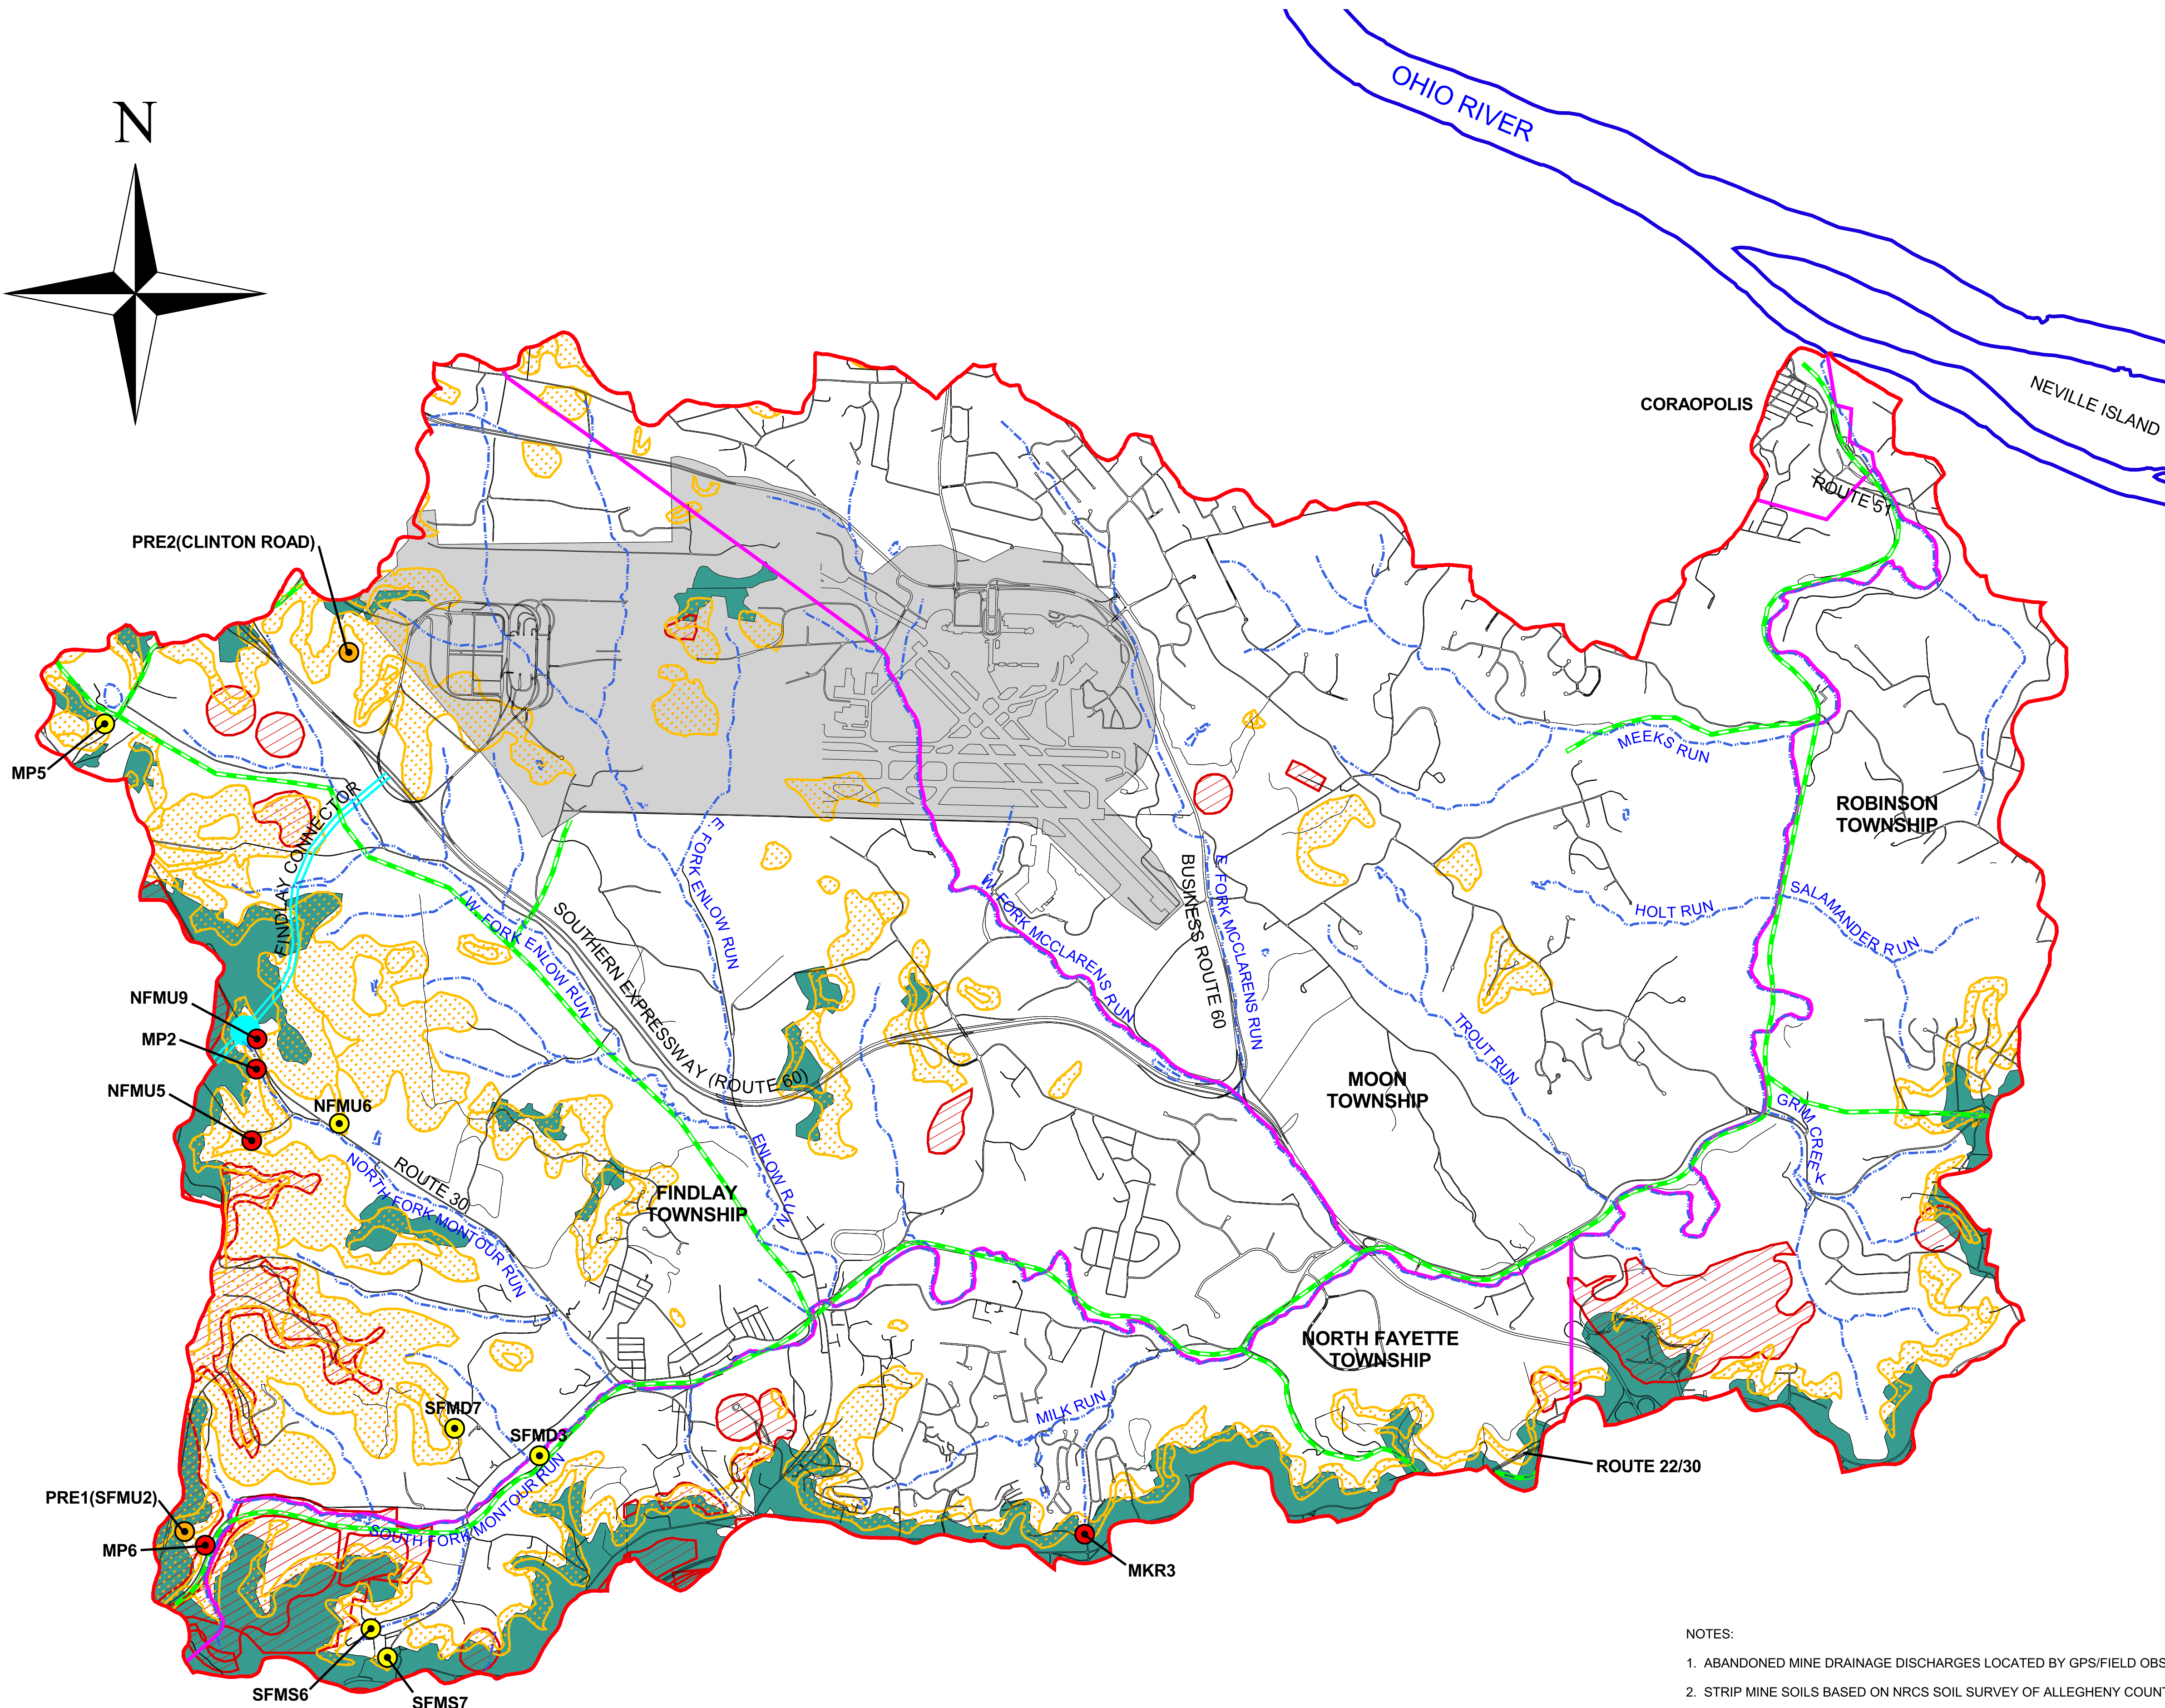 N
OHIO RIVER
NEVILLE ISLAND
CORAOPOLIS
ROUTE 51
PRE2(CLINTON ROAD)
MP5
MEEKS RUN
ROBINSON
TOWNSHIP
FINDLAY CONNECTOR
E. FORK ENLOW RUN
W. FORK ENLOW RUN
SOUTHERN EXPRESSWAY (ROUTE 60)
W. FORK MCCLARENS RUN
BUSINESS ROUTE 60
E. FORK MCCLARENS RUN
HOLT RUN
SALAMANDER RUN
NFMU9
MP2
NFMU5
NFMU6
TROUT RUN
MOON
TOWNSHIP
GRIM CREEK
ROUTE 30
NORTH FORK MONTOUR RUN
ENLOW RUN
FINDLAY
TOWNSHIP
NORTH FAYETTE
TOWNSHIP
MILK RUN
SFMD7
SFMD3
ROUTE 22/30
PRE1(SFMU2)
MP6
SOUTH FORK MONTOUR RUN
MKR3
SFMS6
SFMS7
NOTES:
1. ABANDONED MINE DRAINAGE DISCHARGES LOCATED BY GPS/FIELD OBS
2. STRIP MINE SOILS BASED ON NRCS SOIL SURVEY OF ALLEGHENY COUNT